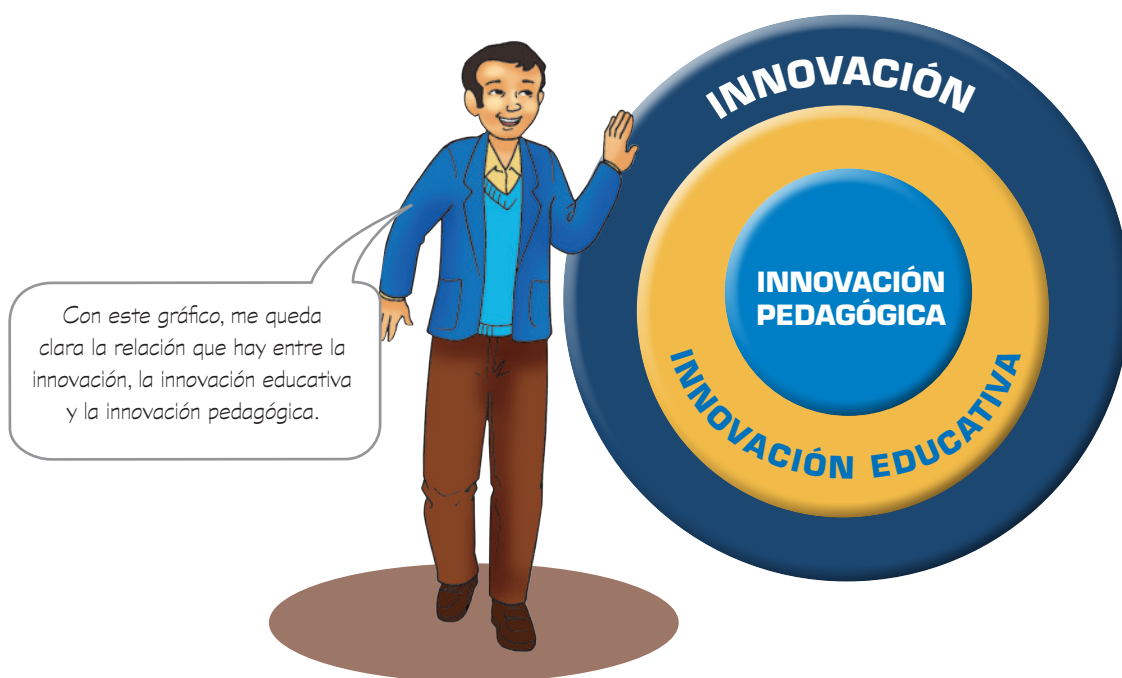 Con este gráfico, me queda
clara la relación que hay entre la
innovación, la innovación educativa
y la innovación pedagógica.
INNOVACIÓN
INNOVACIÓN
PEDAGÓGICA
INNOVACIÓN EDUCATIVA